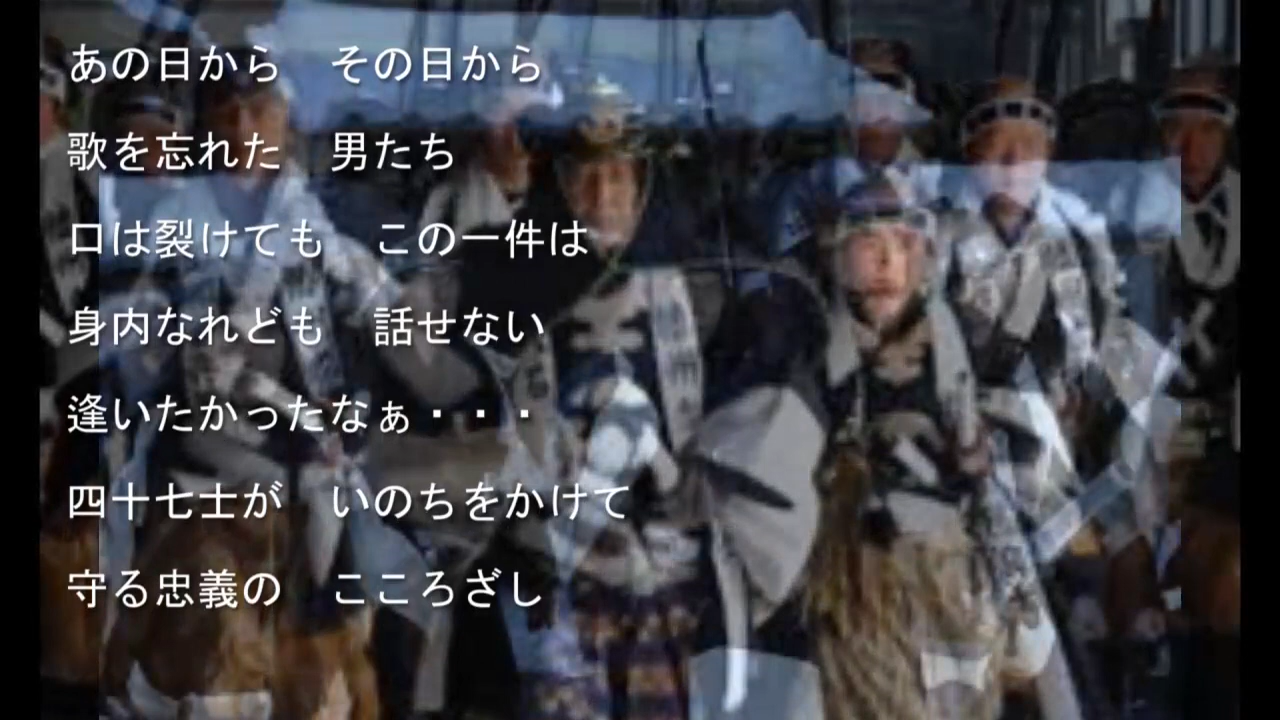 あの日から　その日から
歌を忘れた　男たち
口は裂けても　この一件は
身内なれども　話せない
逢いたかったなぁ・・・
四十七士が　いのちをかけて
守る忠義の　こころざし